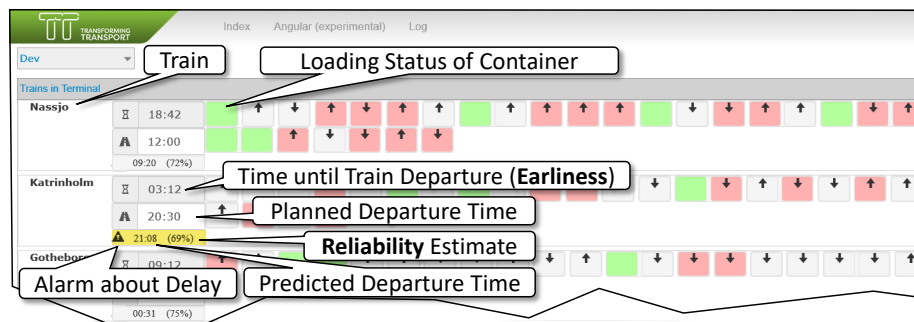 TRANSFORMING
TRANSPORT
Index Angular (experimental) Log
Dev
Train
Loading Status of Container
Trains in Terminal
Nassjo
18:42
12:00
09:20 (72%)
Katrinholm
03:12
Time until Train Departure (Earliness)
20:30
Planned Departure Time
21:08 (69%)
Reliability Estimate
09:12
Alarm about Delay
Predicted Departure Time
00:31 (75%)